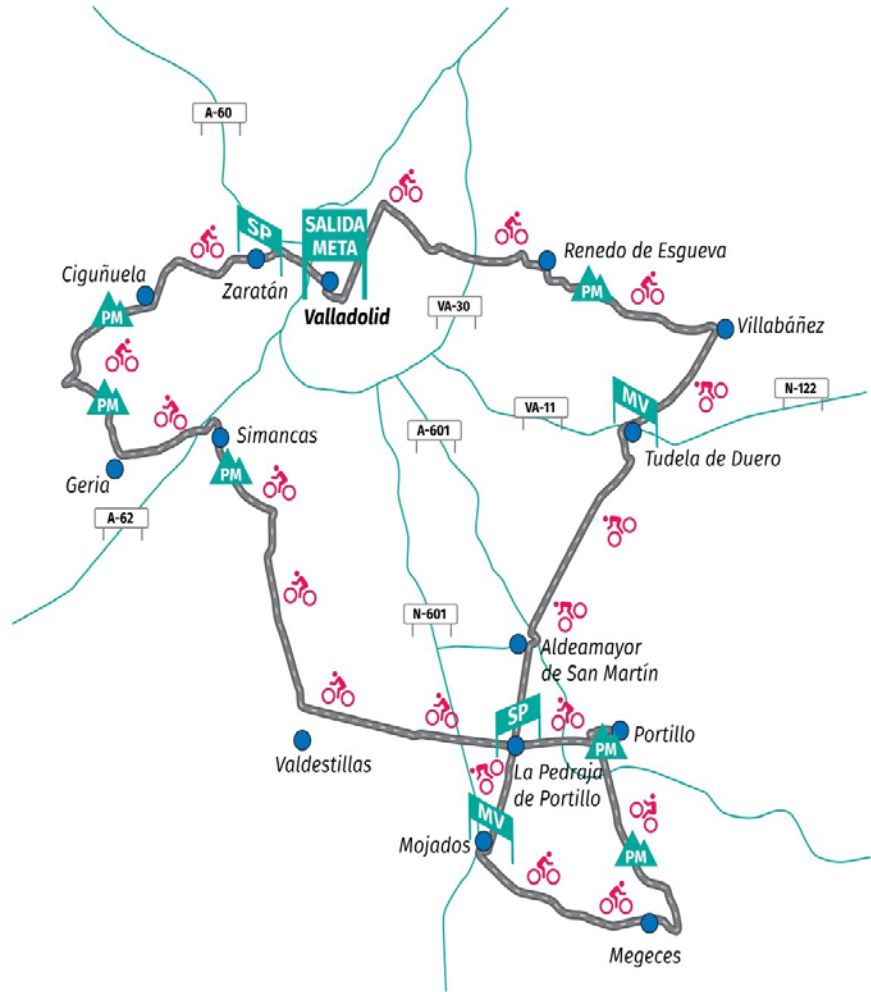 A-60
SP
SALIDA
META
Renedo de Esgueva
Ciguñuela
Zaratán
PM
VA-30
PM
Valladolid
Villabáñez
PM
MV
VA-11
N-122
A-601
Simancas
Tudela de Duero
PM
Geria
A-62
N-601
Aldeamayor
de San Martín
SP
Portillo
PM
Valdestillas
La Pedraja
de Portillo
MV
Mojados
PM
Megeces